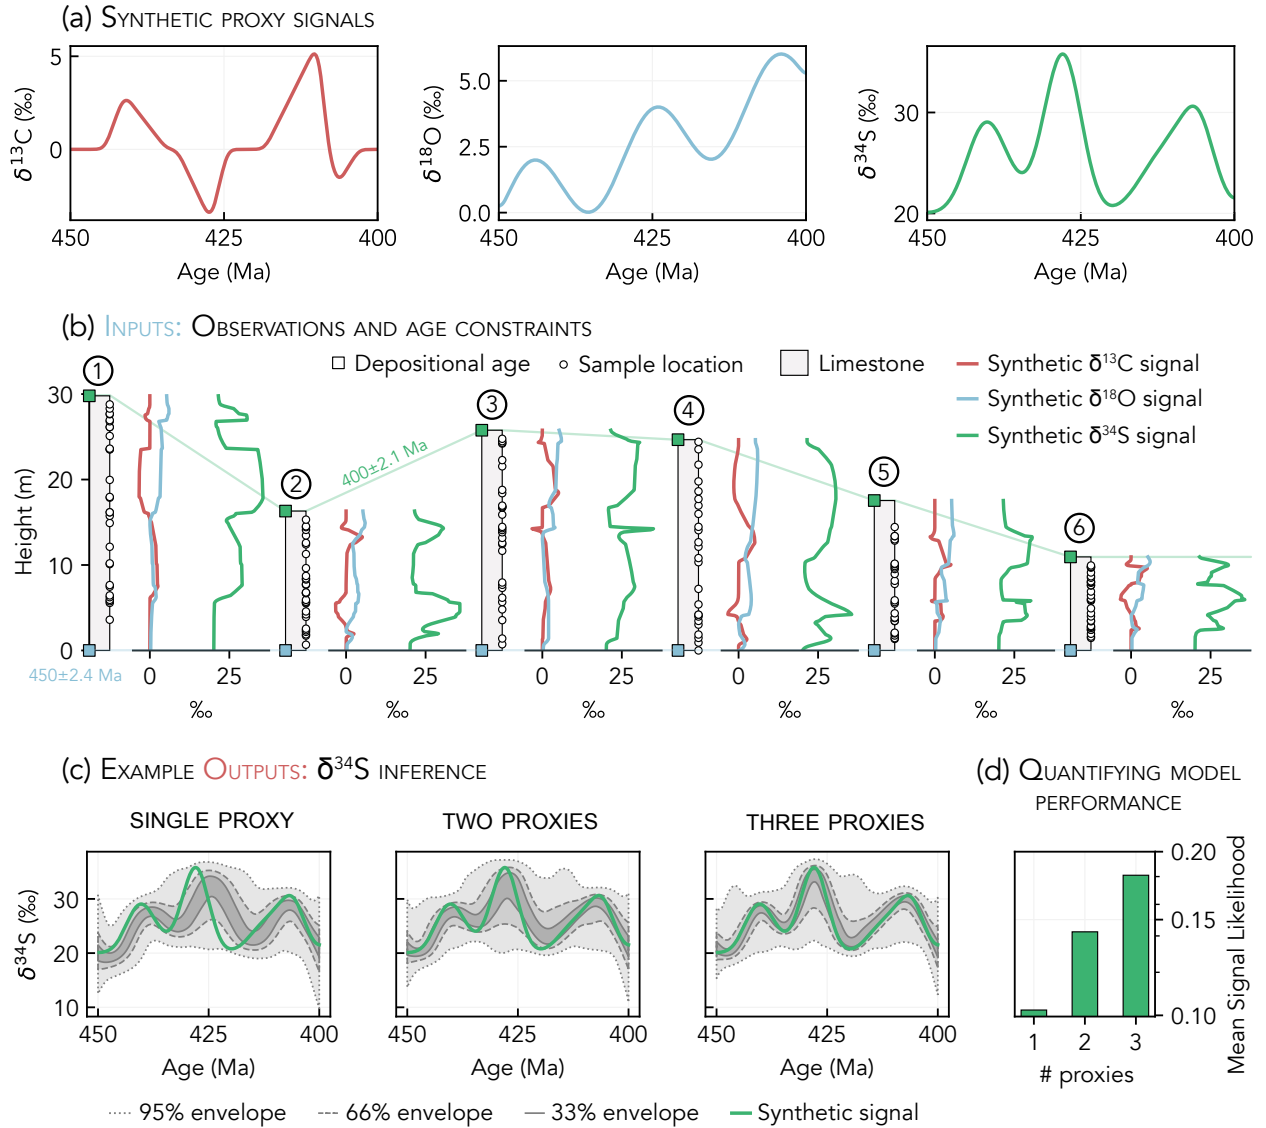 (a) SYNTHETIC PROXY SIGNALS
δ¹³C (‰)
5
0
450
425
400
Age (Ma)
δ¹⁸O (‰)
5.0
2.5
0.0
450
425
400
Age (Ma)
δ³⁴S (‰)
30
20
450
425
400
Age (Ma)
(b) INPUTS: OBSERVATIONS AND AGE CONSTRAINTS
Depositional age
Sample location
Limestone
Synthetic δ¹³C signal
Synthetic δ¹⁸O signal
Synthetic δ³⁴S signal
1
2
3
4
5
6
400±2.1 Ma
Height (m)
30
20
10
0
450±2.4 Ma
0 25
‰
0 25
‰
0 25
‰
0 25
‰
0 25
‰
0 25
‰
(c) EXAMPLE OUTPUTS: δ³⁴S INFERENCE
SINGLE PROXY
TWO PROXIES
THREE PROXIES
δ³⁴S (‰)
30
20
10
450 425 400
Age (Ma)
450 425 400
Age (Ma)
450 425 400
Age (Ma)
95% envelope
66% envelope
33% envelope
Synthetic signal
(d) QUANTIFYING MODEL
PERFORMANCE
0.20
0.15
0.10
Mean Signal Likelihood
1 2 3
# proxies